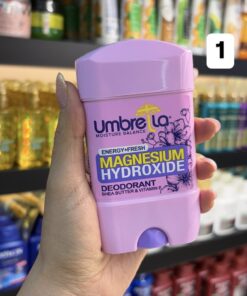 1
umbrella
MOISTURE BALANCE
ENERGY+FRESH
MAGNESIUM
HYDROXIDE
DEODORANT
SHEA BUTTER & VITAMIN E